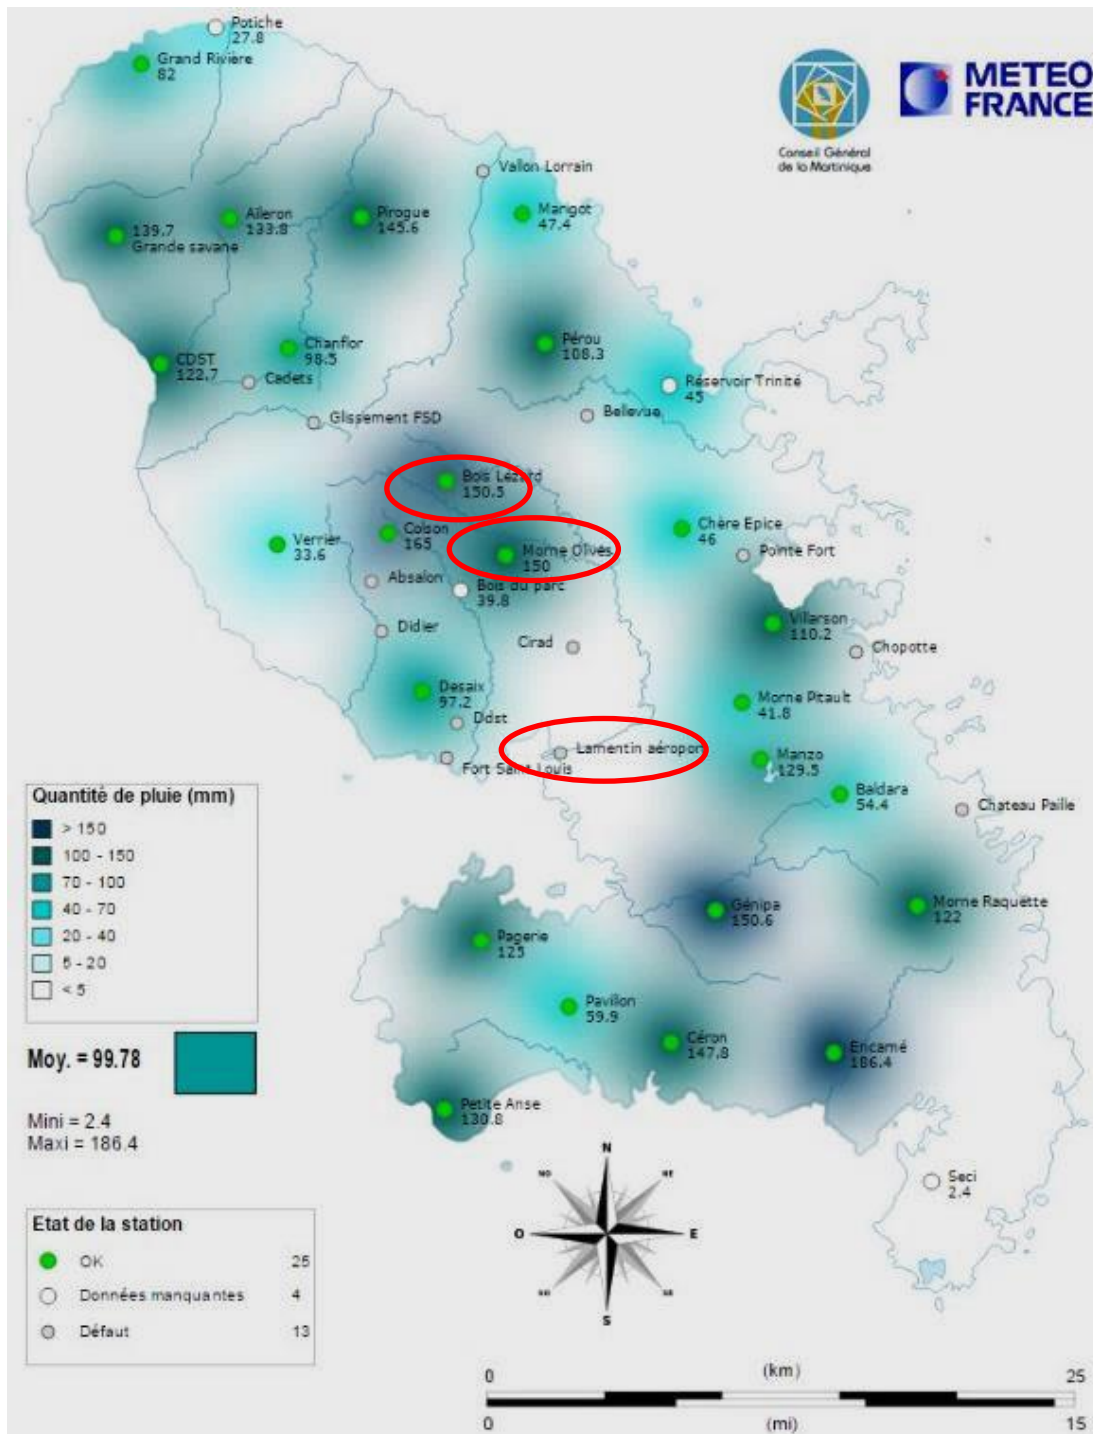 Potiche
27.8
Grand Rivière
82
METEO
FRANCE
Conseil Général
de la Martinique
Vallon Lorrain
Aileron
133.8
Pirogue
145.6
Marigot
47.4
139.7
Grande savane
Pérou
108.3
Chanflor
98.5
CDST
122.7
Cadets
Réservoir Trinité
45
Bellevue
Glissement FSD
Bois Lézard
150.5
Colson
165
Chère Epice
46
Verrier
33.6
Morne Olives
150
Pointe Fort
Absalon
Bois du parc
39.8
Didier
Cirad
Villarson
110.2
Chopotte
Desaix
97.2
Morne Pitault
41.8
Ddst
Lamentin aéroport
Fort Saint Louis
Manzo
129.5
Baldara
54.4
Chateau Paille
Quantité de pluie (mm)
> 150
100 - 150
70 - 100
40 - 70
20 - 40
5 - 20
< 5
Génipa
150.6
Morne Raquette
122
Pagerie
125
Pavillon
59.9
Céron
147.8
Encamé
186.4
Moy. = 99.78
Mini = 2.4
Maxi = 186.4
Petite Anse
130.8
N
NO
NE
O
E
SO
SE
S
Seci
2.4
Etat de la station
OK 25
Données manquantes 4
Défaut 13
0 (km) 25
0 (mi) 15